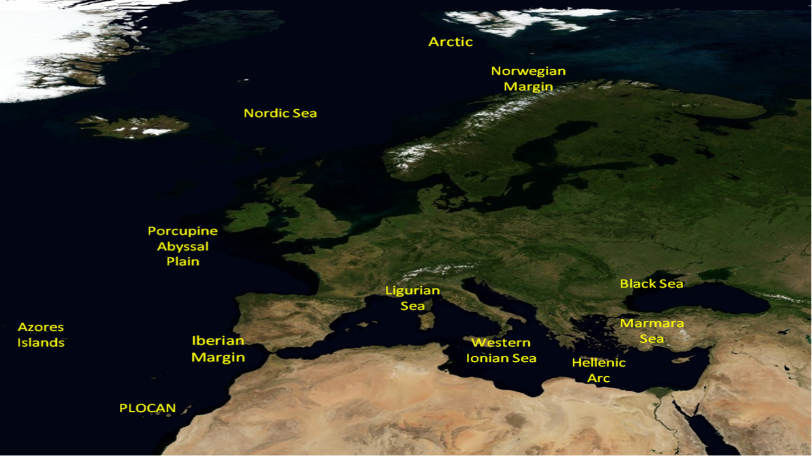 Arctic
Norwegian
Margin
Nordic Sea
Porcupine
Abyssal
Plain
Black Sea
Ligurian
Sea
Azores
Islands
Marmara
Sea
Iberian
Margin
Western
Ionian Sea
Hellenic
Arc
PLOCAN